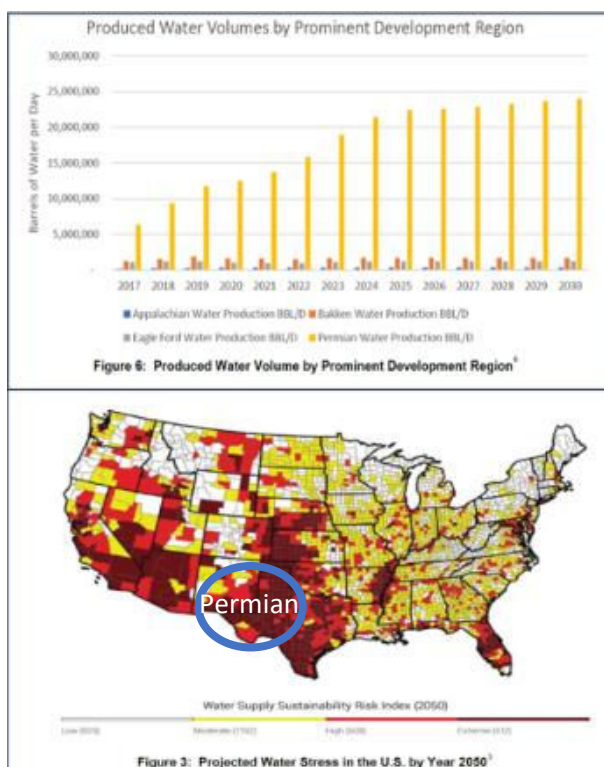 Produced Water Volumes by Prominent Development Region
30,000,000
25,000,000
20,000,000
15,000,000
10,000,000
5,000,000
-
Barrels of Water per Day
2017 2018 2019 2020 2021 2022 2023 2024 2025 2026 2027 2028 2029 2030
Appalachian Water Production BBL/D Bakken Water Production BBL/D
Eagle Ford Water Production BBL/D Permian Water Production BBL/D
Figure 6: Produced Water Volume by Prominent Development Region
Permian
Water Supply Sustainability Risk Index (2050)
Low Moderate High Extreme
Figure 3: Projected Water Stress in the U.S. by Year 2050